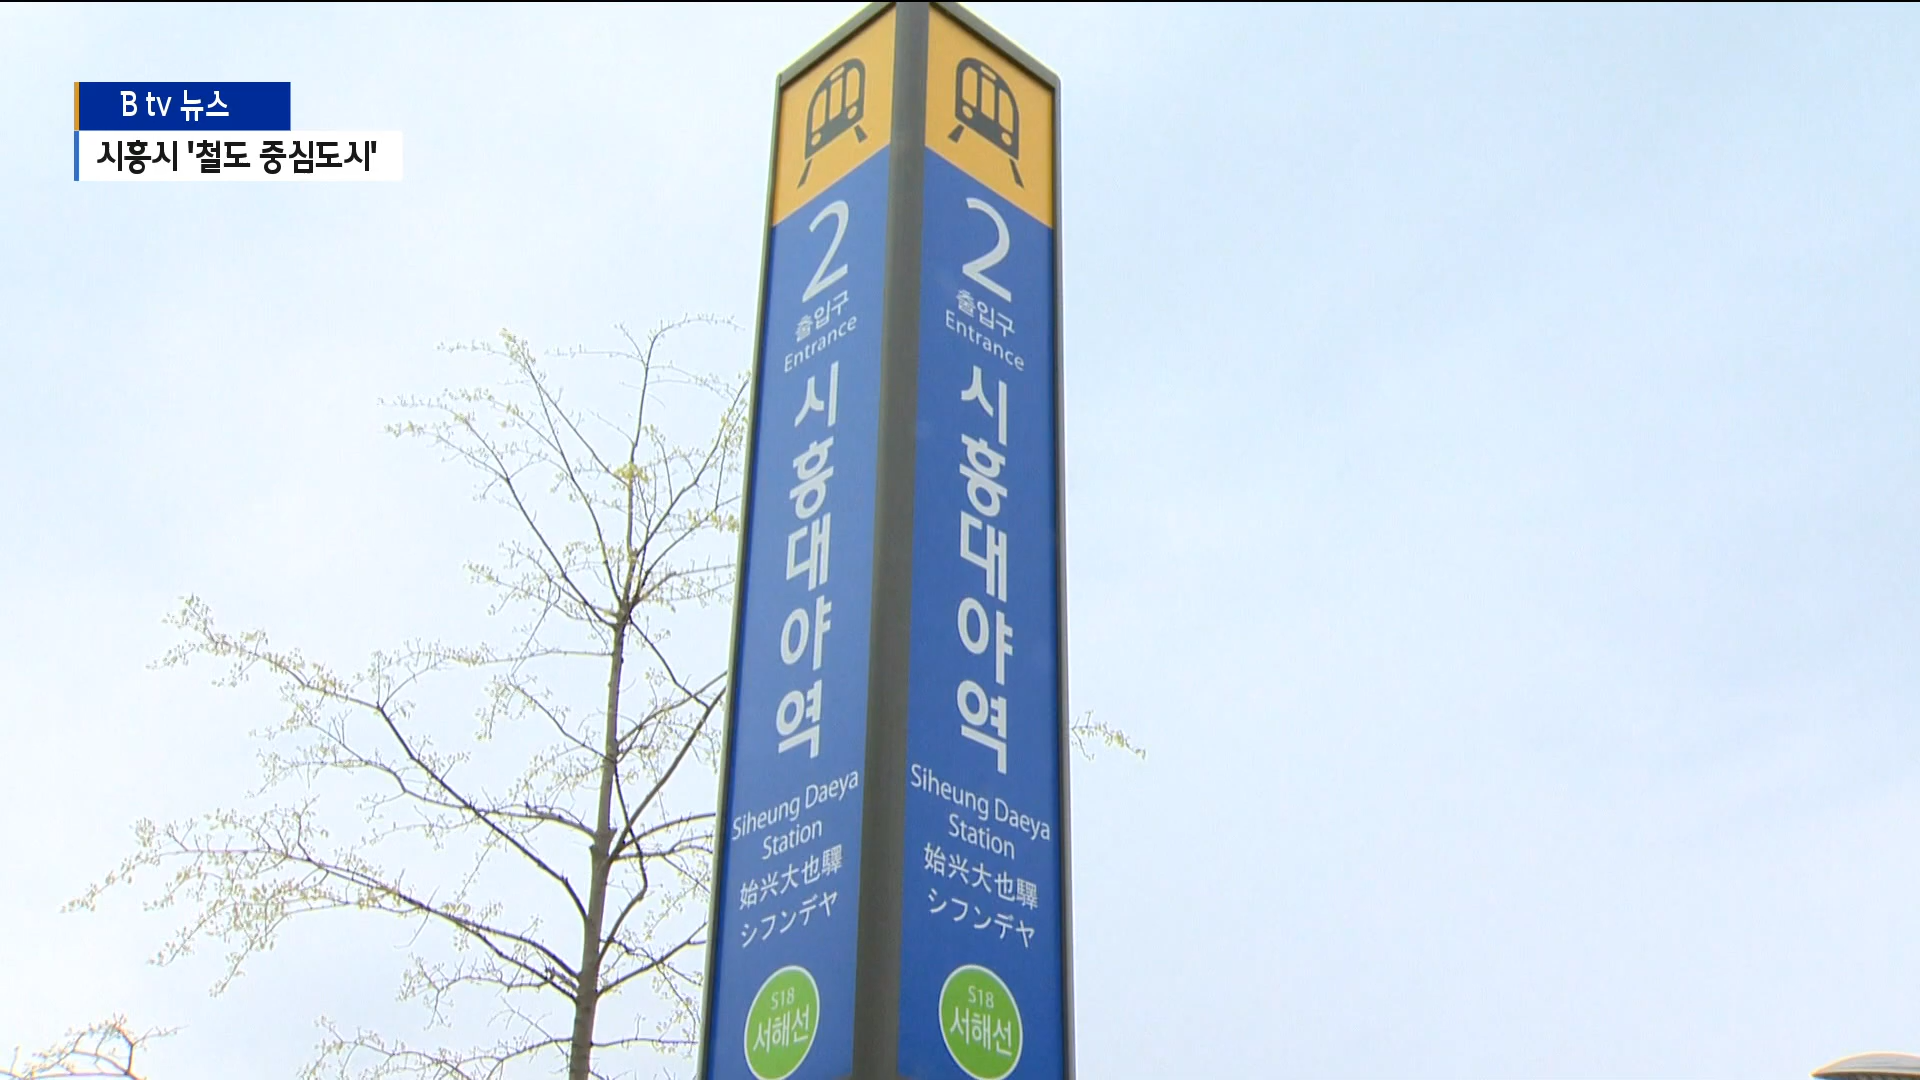 B tv 뉴스
시흥시 '철도 중심도시'
2
출입구
Entrance
시흥대야역
Siheung Daeya
Station
始兴大也驛
シフンデヤ
S18
서해선
2
출입구
Entrance
시흥대야역
Siheung Daeya
Station
始兴大也驛
シフンデヤ
S18
서해선